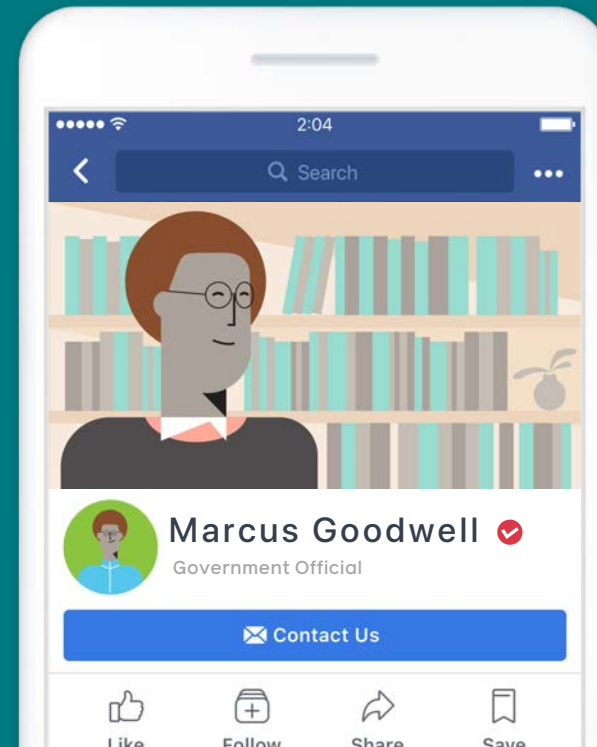 2:04
Search
Marcus Goodwell
Government Official
Contact Us
Like Follow Share Save